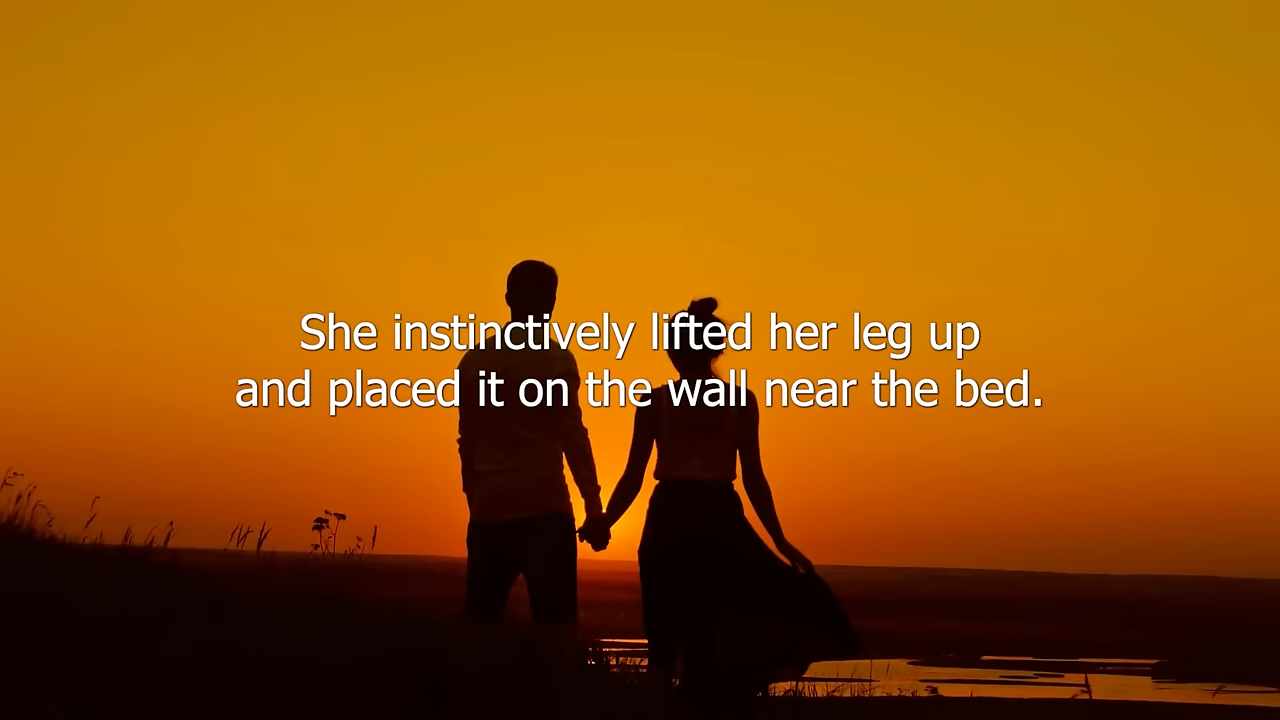 She instinctively lifted her leg up
and placed it on the wall near the bed.